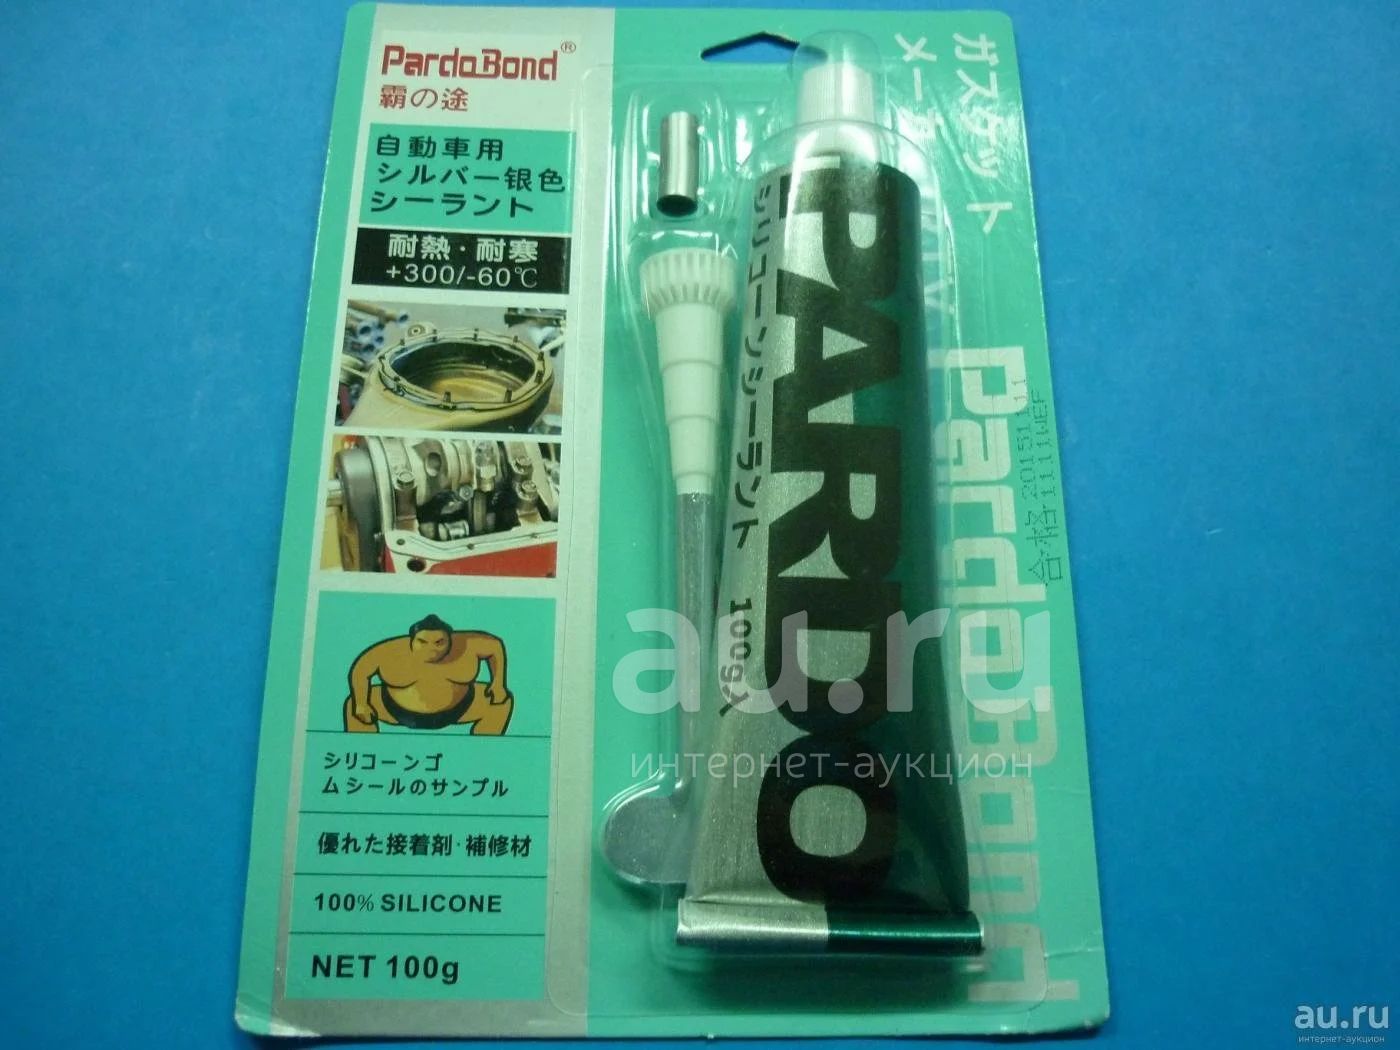 PardoBond®
霸の途
自動車用
シルバー银色
シーラント
耐熱·耐寒
+300/-60℃
シリコーンゴ
ムシールのサンプル
優れた接着剤·補修材
100% SILICONE
NET 100g
シリコーンシーラント
100g入
PARDO
ガスケット
メーカ
PardoBond
合格 20151111
1111WEF
au.ru
интернет-аукцион
au.ru
интернет-аукцион